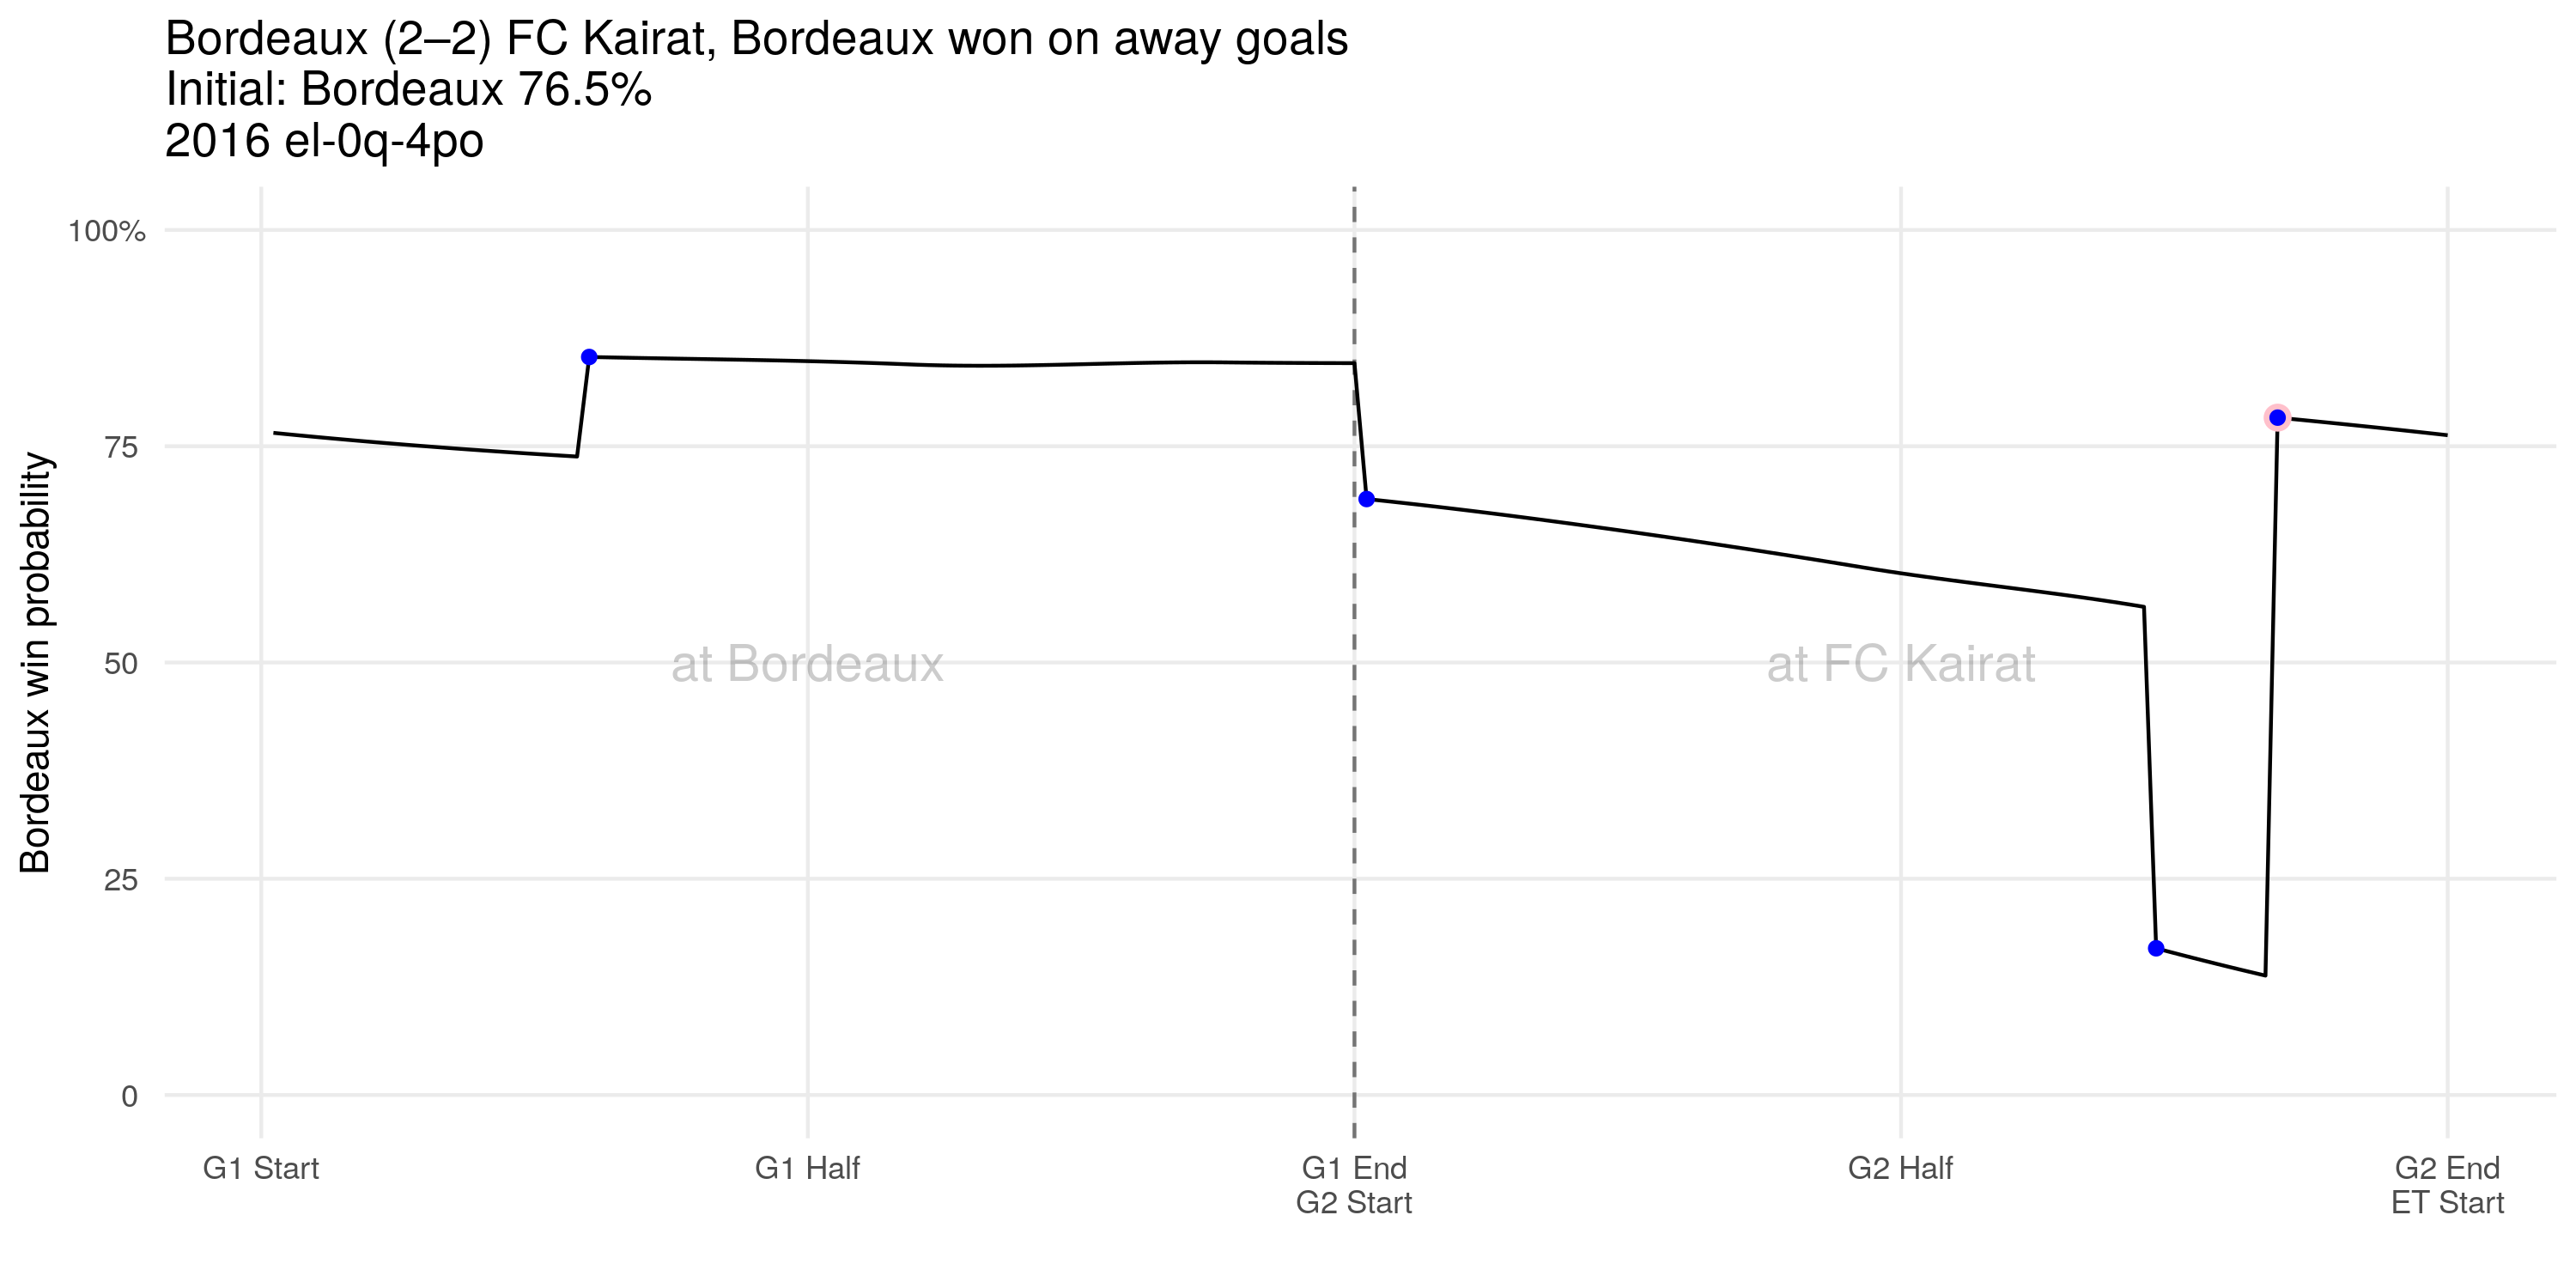 Bordeaux (2–2) FC Kairat, Bordeaux won on away goals
Initial: Bordeaux 76.5%
2016 el-0q-4po
Bordeaux win probability
100%
75
50
25
0
at Bordeaux
at FC Kairat
G1 Start
G1 Half
G1 End
G2 Start
G2 Half
G2 End
ET Start